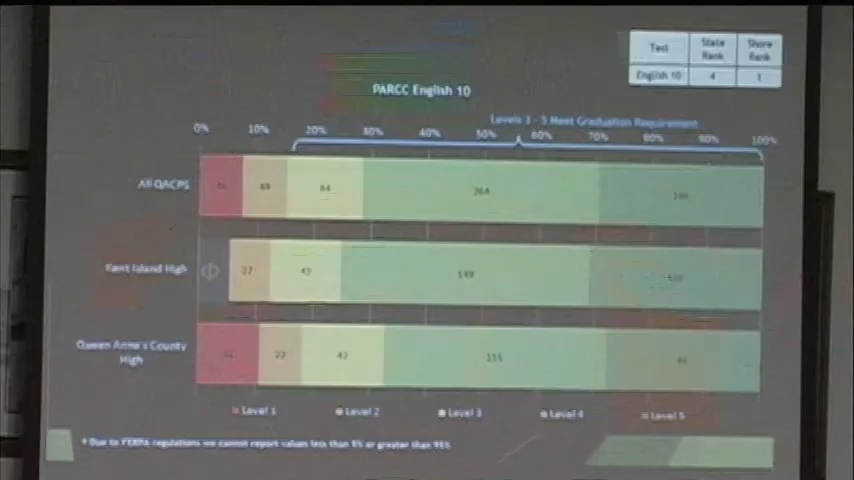 Test State Rank Shore Rank
English 10 4 1
PARCC English 10
Levels 3 - 5 Meet Graduation Requirement
0% 10% 20% 30% 40% 50% 60% 70% 80% 90% 100%
All QACPS 49 84 264
Kent Island High 27 42 149
Queen Anne's County High 22 42 115
Level 1 Level 2 Level 3 Level 4 Level 5
* Due to FERPA regulations we cannot report values less than 5% or greater than 95%